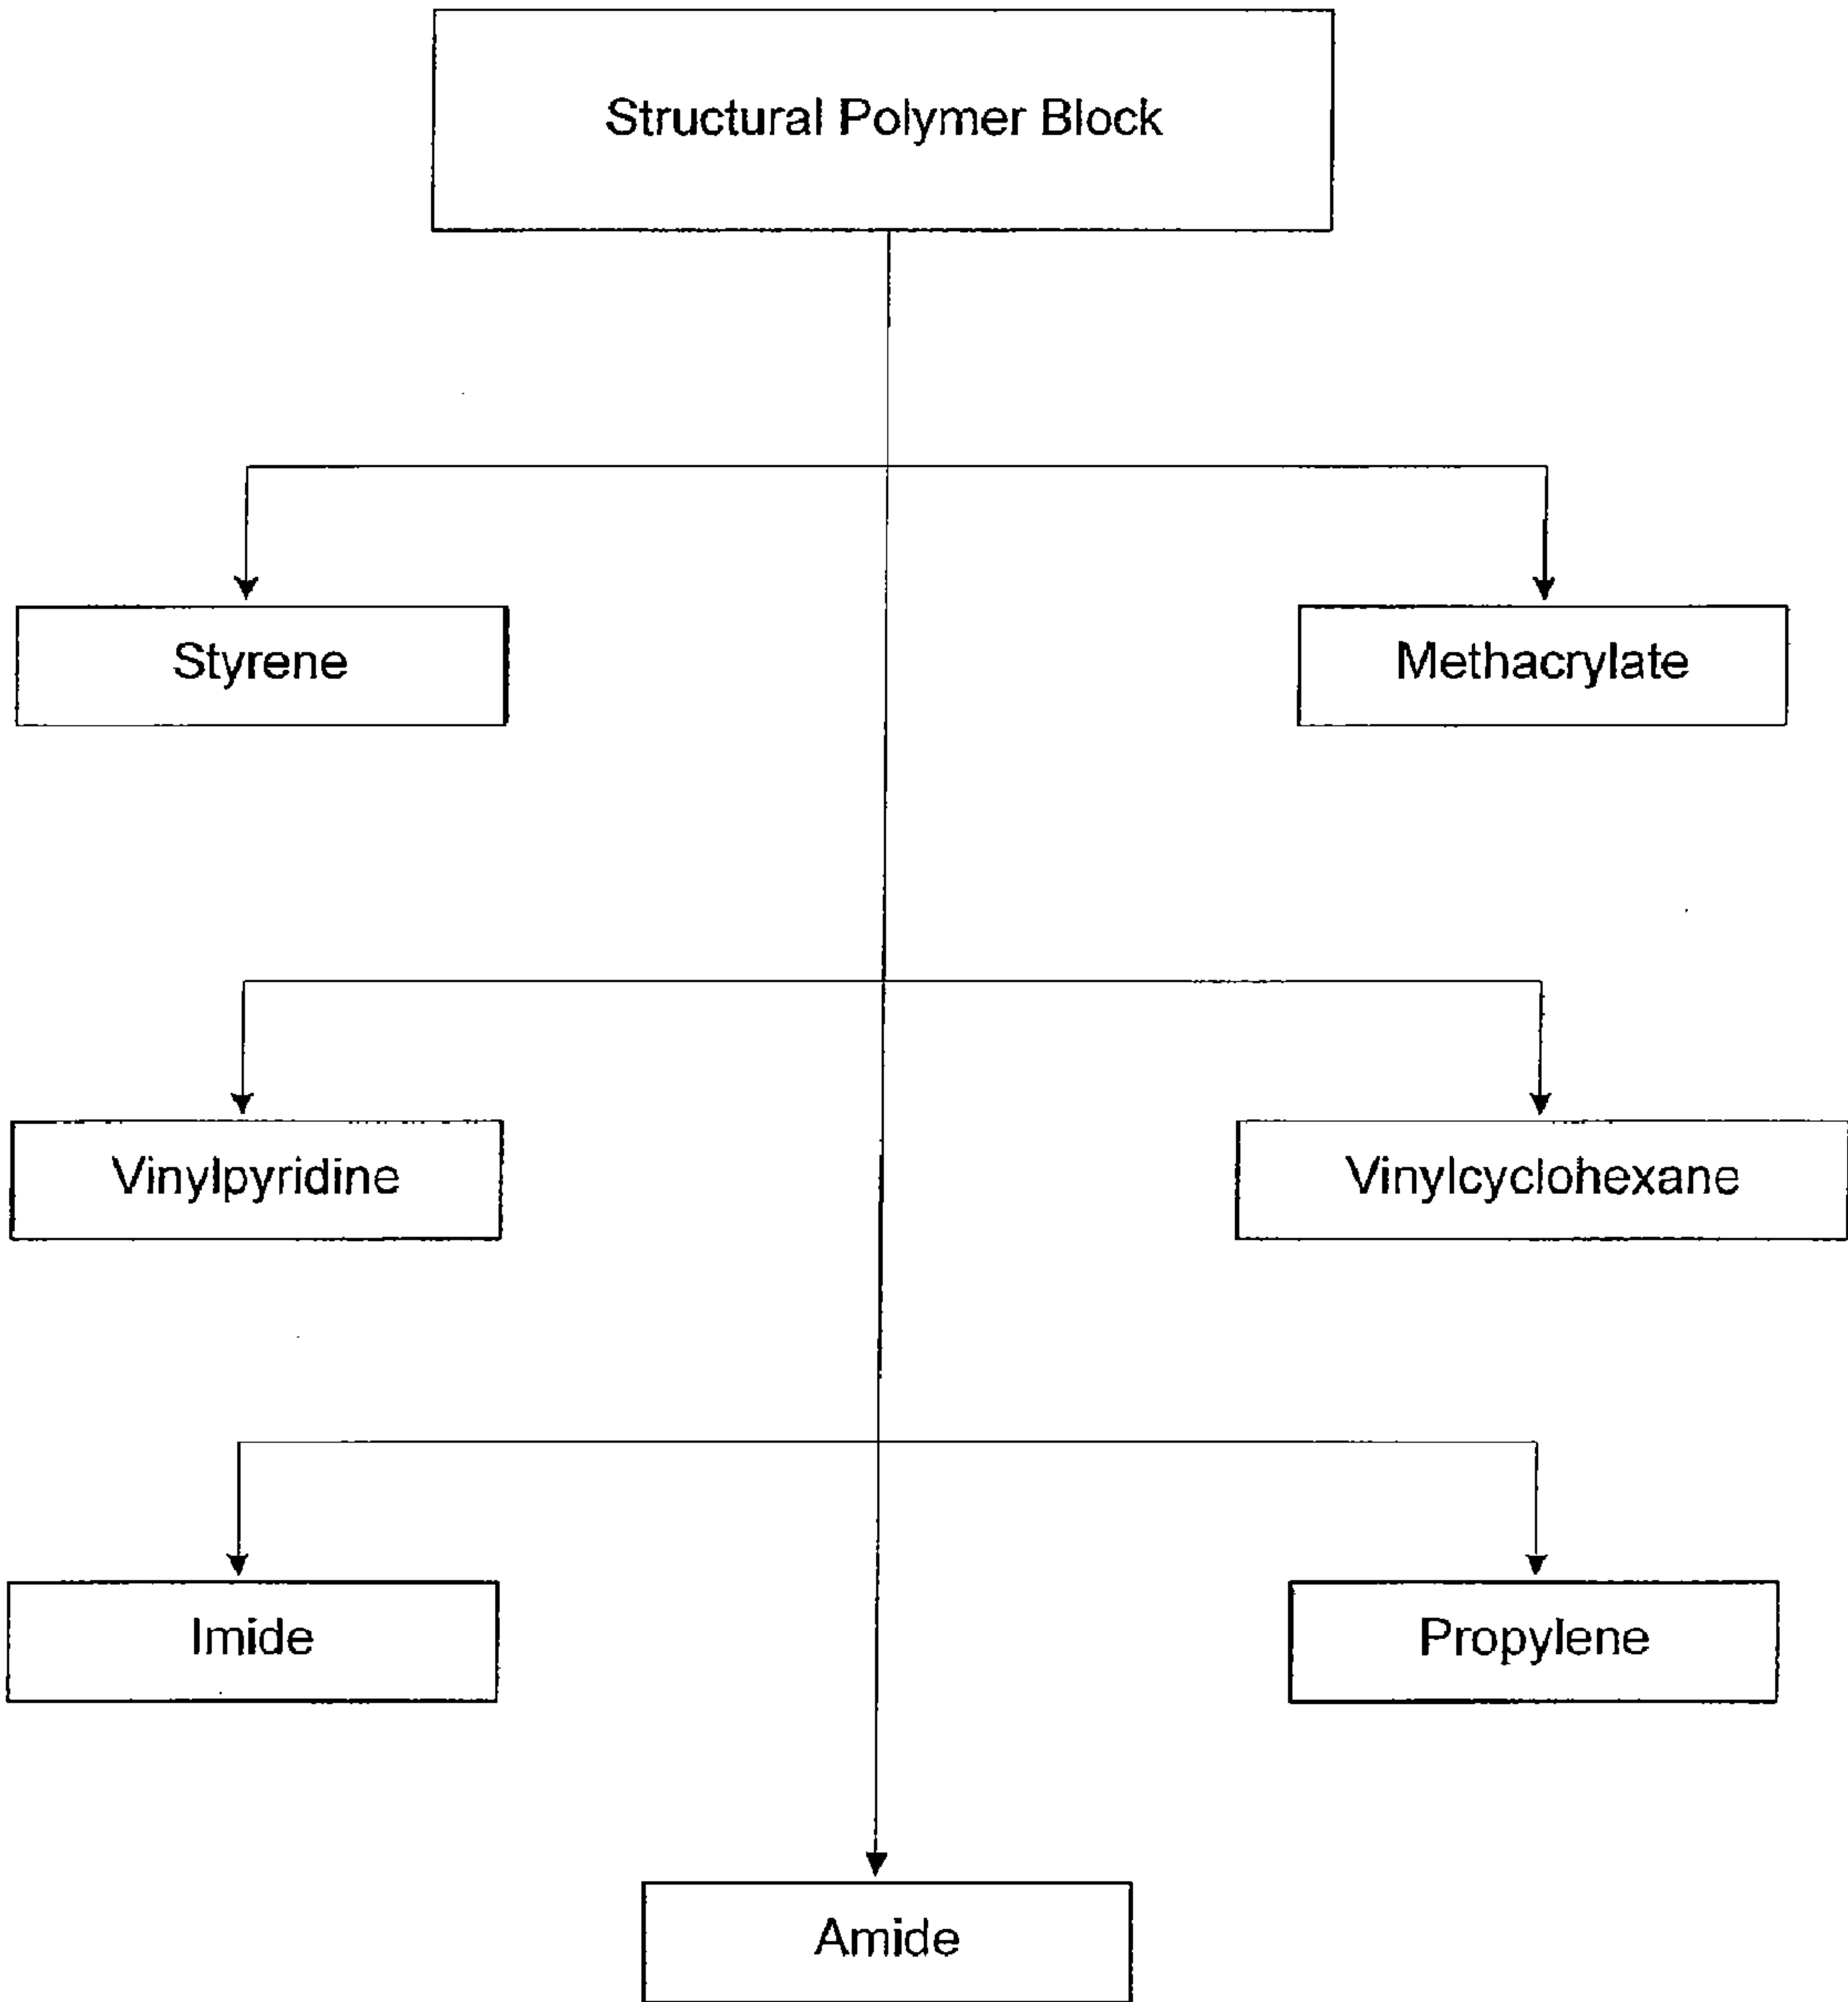 Structural Polymer Block
Styrene
Methacrylate
Vinylpyridine
Vinylcyclohexane
Imide
Propylene
Amide